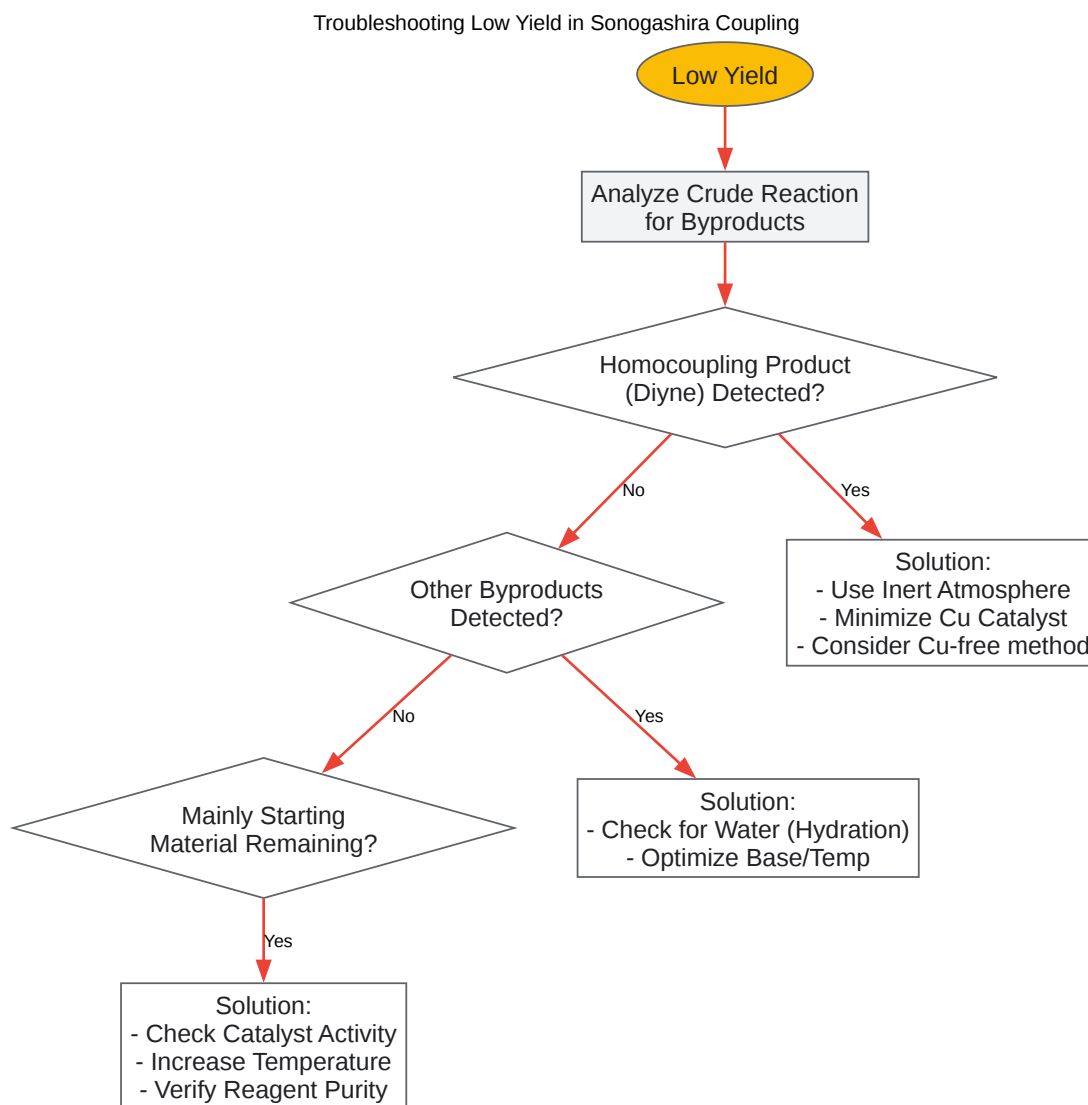 Troubleshooting Low Yield in Sonogashira Coupling
Low Yield
Analyze Crude Reaction
for Byproducts
Homocoupling Product
(Diyne) Detected?
No
Yes
Other Byproducts
Detected?
Solution:
- Use Inert Atmosphere
- Minimize Cu Catalyst
- Consider Cu-free method
No
Yes
Mainly Starting
Material Remaining?
Solution:
- Check for Water (Hydration)
- Optimize Base/Temp
Yes
Solution:
- Check Catalyst Activity
- Increase Temperature
- Verify Reagent Purity